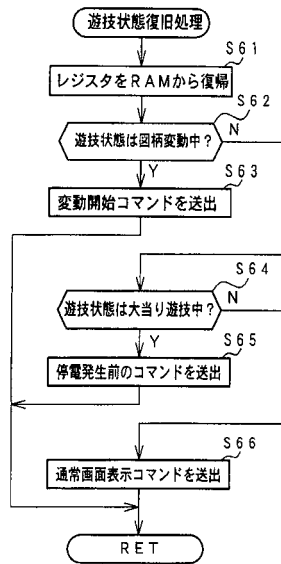 遊技状態復旧処理
S61
レジスタをRAMから復帰
S62
遊技状態は図柄変動中？
N
Y
S63
変動開始コマンドを送出
S64
遊技状態は大当り遊技中？
N
Y
S65
停電発生前のコマンドを送出
S66
通常画面表示コマンドを送出
RET